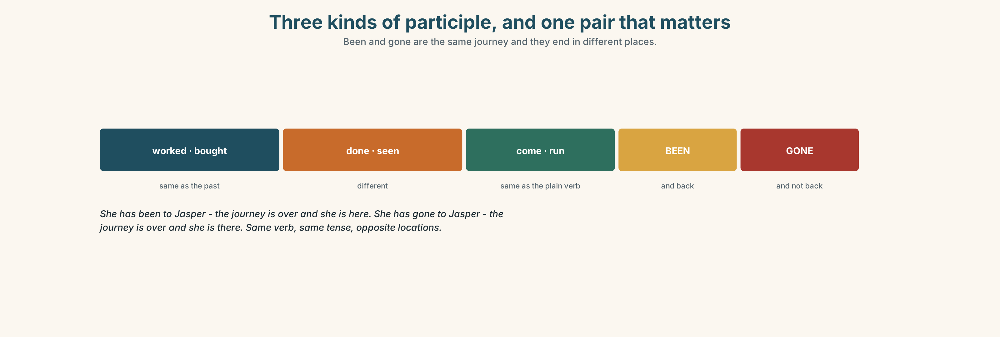 Three kinds of participle, and one pair that matters
Been and gone are the same journey and they end in different places.
worked · bought
done · seen
come · run
BEEN
GONE
same as the past
different
same as the plain verb
and back
and not back
She has been to Jasper - the journey is over and she is here. She has gone to Jasper - the
journey is over and she is there. Same verb, same tense, opposite locations.